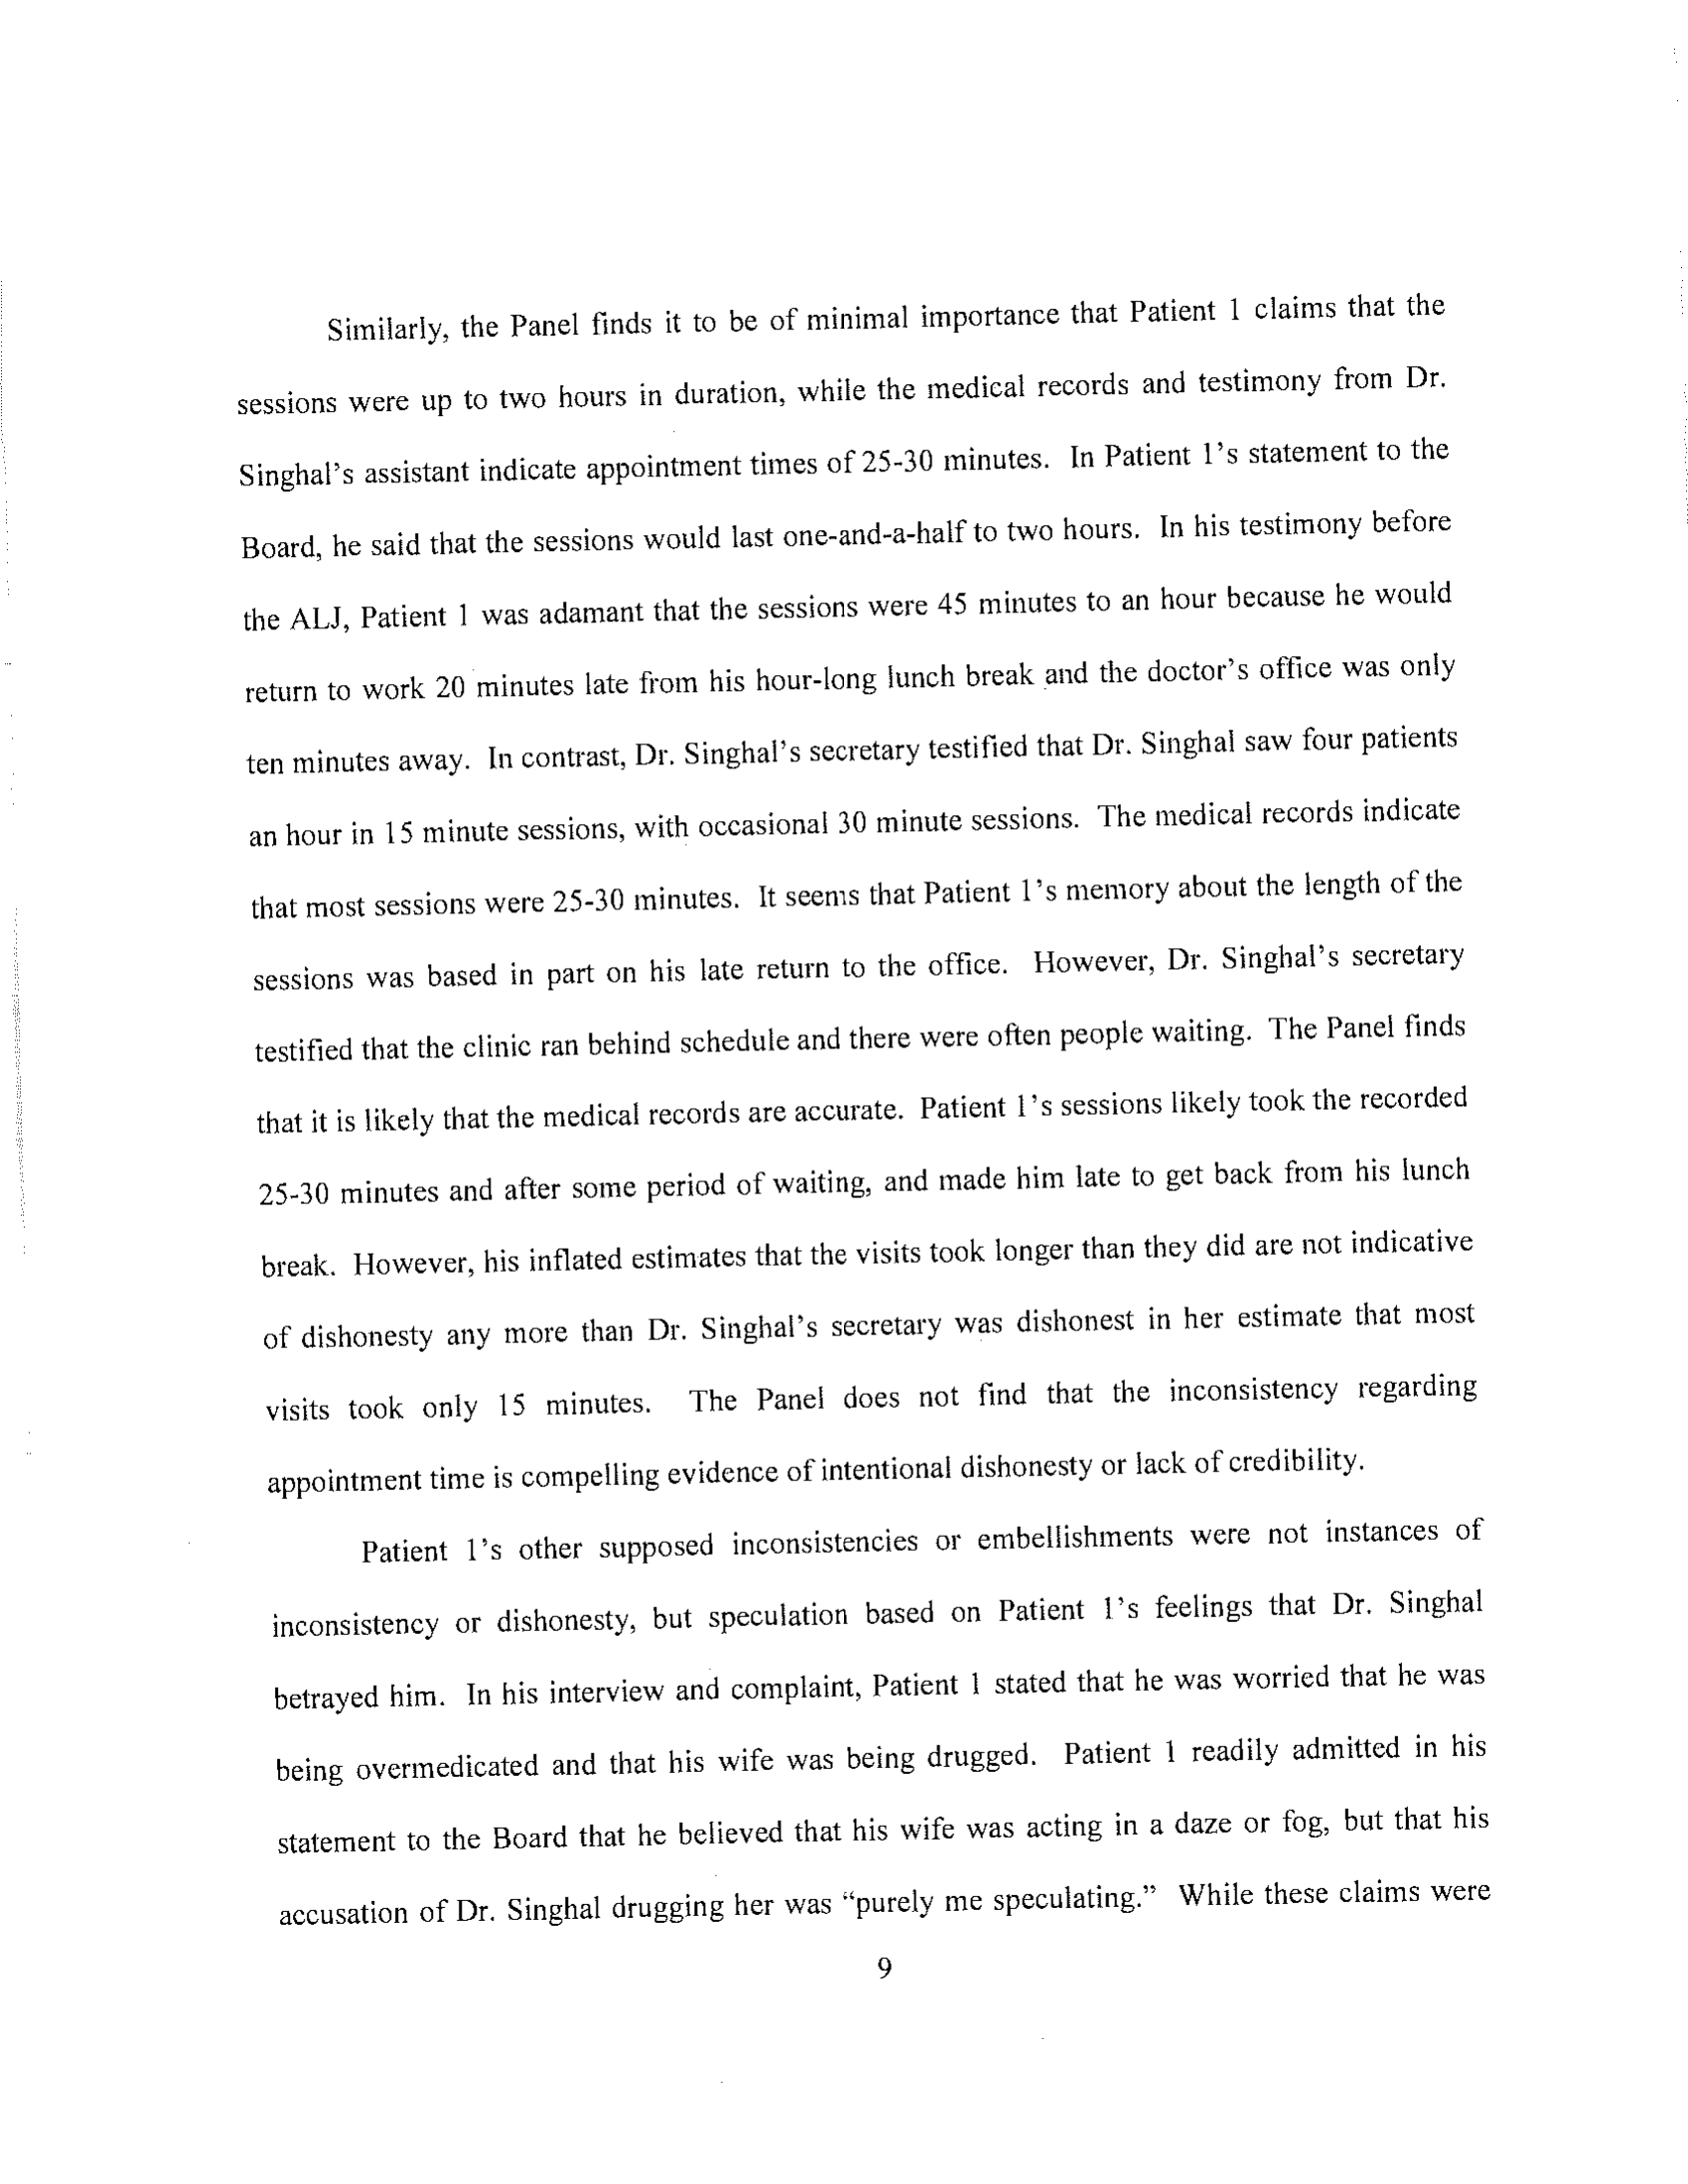 Similarly, the Panel finds it to be of minimal importance that Patient 1 claims that the
sessions were up to two hours in duration, while the medical records and testimony from Dr.
Singhal's assistant indicate appointment times of 25-30 minutes. In Patient 1's statement to the
Board, he said that the sessions would last one-and-a-half to two hours. In his testimony before
the ALJ, Patient 1 was adamant that the sessions were 45 minutes to an hour because he would
return to work 20 minutes late from his hour-long lunch break and the doctor's office was only
ten minutes away. In contrast, Dr. Singhal's secretary testified that Dr. Singhal saw four patients
an hour in 15 minute sessions, with occasional 30 minute sessions. The medical records indicate
that most sessions were 25-30 minutes. It seems that Patient 1's memory about the length of the
sessions was based in part on his late return to the office. However, Dr. Singhal's secretary
testified that the clinic ran behind schedule and there were often people waiting. The Panel finds
that it is likely that the medical records are accurate. Patient 1's sessions likely took the recorded
25-30 minutes and after some period of waiting, and made him late to get back from his lunch
break. However, his inflated estimates that the visits took longer than they did are not indicative
of dishonesty any more than Dr. Singhal's secretary was dishonest in her estimate that most
visits took only 15 minutes. The Panel does not find that the inconsistency regarding
appointment time is compelling evidence of intentional dishonesty or lack of credibility.
Patient 1's other supposed inconsistencies or embellishments were not instances of
inconsistency or dishonesty, but speculation based on Patient 1's feelings that Dr. Singhal
betrayed him. In his interview and complaint, Patient 1 stated that he was worried that he was
being overmedicated and that his wife was being drugged. Patient 1 readily admitted in his
statement to the Board that he believed that his wife was acting in a daze or fog, but that his
accusation of Dr. Singhal drugging her was "purely me speculating." While these claims were
9